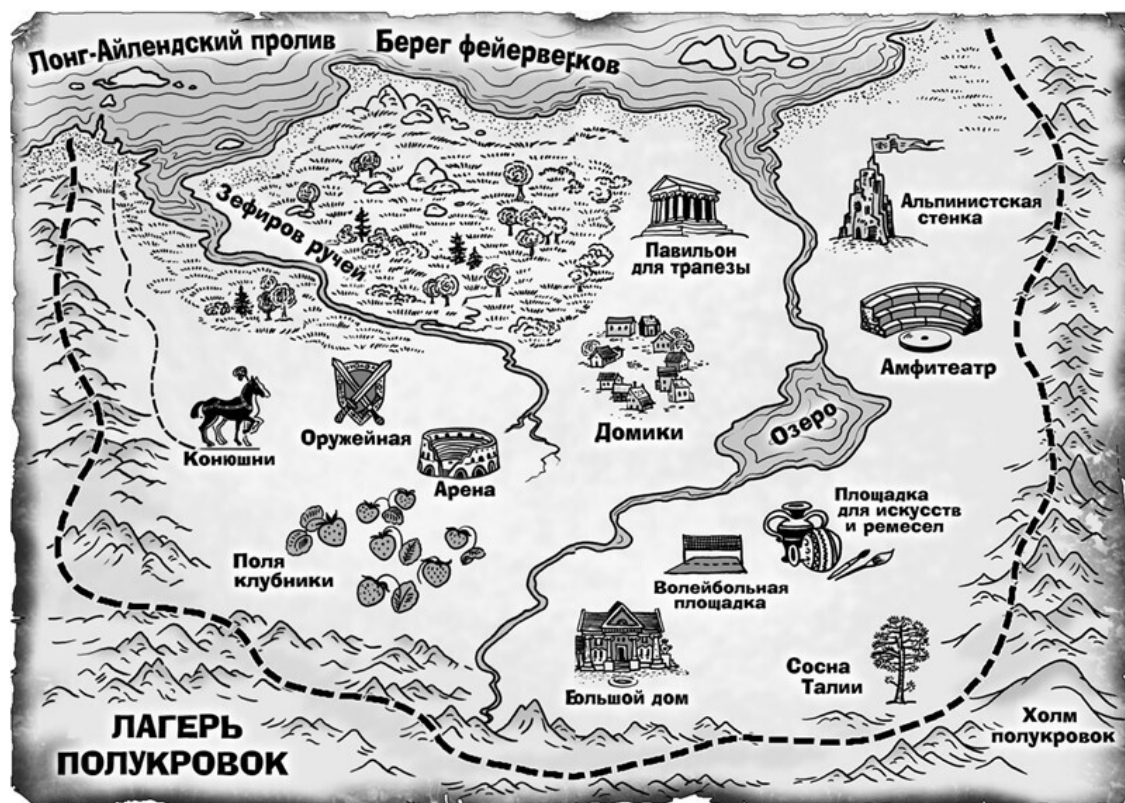 Лонг-Айлендский пролив
Берег фейерверков
Зефиров ручей
Павильон
для трапезы
Альпинистская
стенка
Амфитеатр
Конюшни
Оружейная
Арена
Домики
Озеро
Поля
клубники
Площадка
для искусств
и ремесел
Волейбольная
площадка
Большой дом
Сосна
Талии
Холм
полукровок
ЛАГЕРЬ
ПОЛУКРОВОК